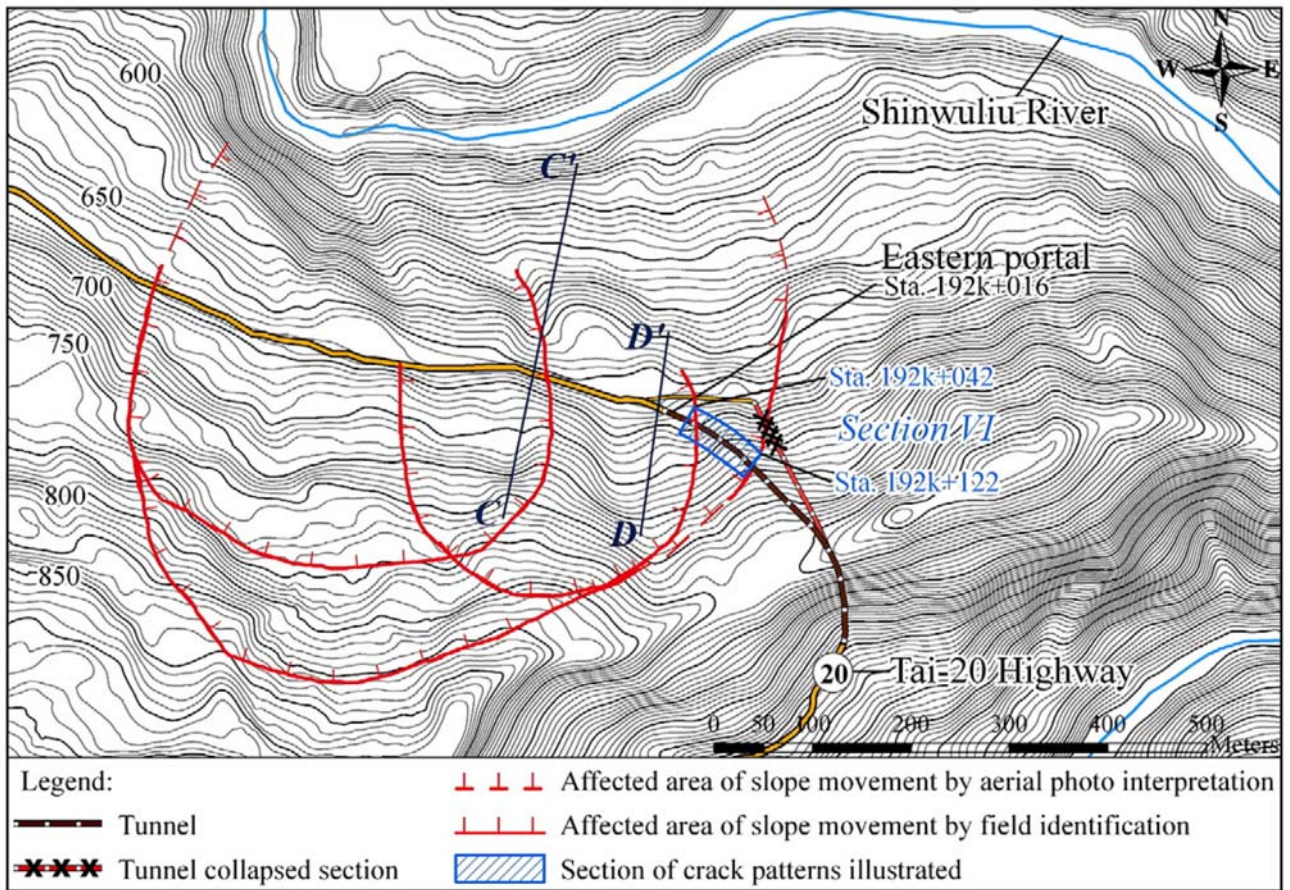 N
W E
S
600
Shinwuliu River
C'
650
Eastern portal
Sta. 192k+016
700
D'
750
Sta. 192k+042
Section VI
Sta. 192k+122
800
C
D
850
20
Tai-20 Highway
0 50 100 200 300 400 500
Meters
Legend:
Affected area of slope movement by aerial photo interpretation
Tunnel
Affected area of slope movement by field identification
Tunnel collapsed section
Section of crack patterns illustrated